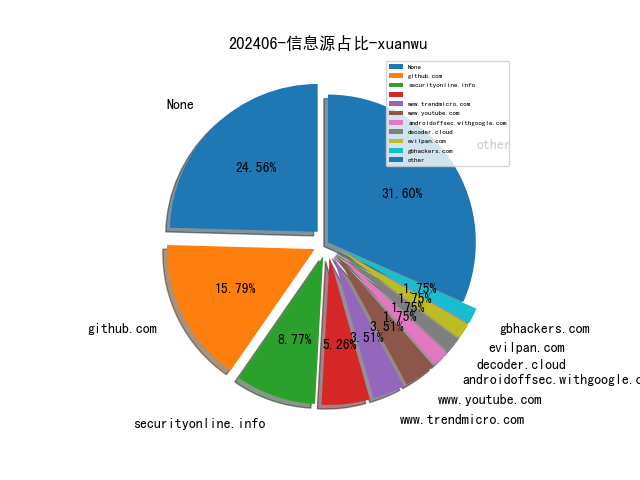 202406-信息源占比-xuanwu
None
github.com
securityonline.info
www.trendmicro.com
www.youtube.com
androidoffsec.withgoogle.com
decoder.cloud
evilpan.com
gbhackers.com
other
None
other
24.56%
31.60%
15.79%
8.77%
5.26%
3.51%
3.51%
1.75%
1.75%
1.75%
1.75%
github.com
securityonline.info
gbhackers.com
evilpan.com
decoder.cloud
androidoffsec.withgoogle.c
www.youtube.com
www.trendmicro.com